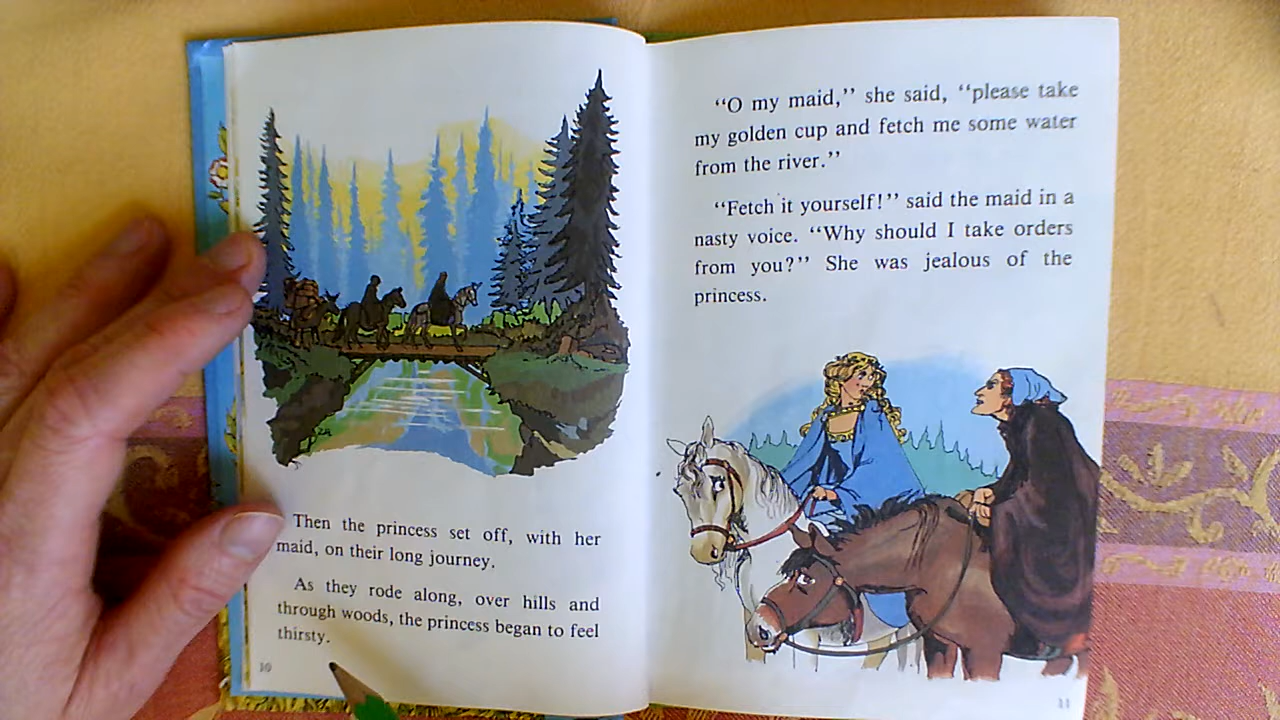 Then the princess set off, with her
maid, on their long journey.
As they rode along, over hills and
through woods, the princess began to feel
thirsty.
10
“O my maid,” she said, “please take
my golden cup and fetch me some water
from the river.”
“Fetch it yourself!” said the maid in a
nasty voice. “Why should I take orders
from you?” She was jealous of the
princess.
11